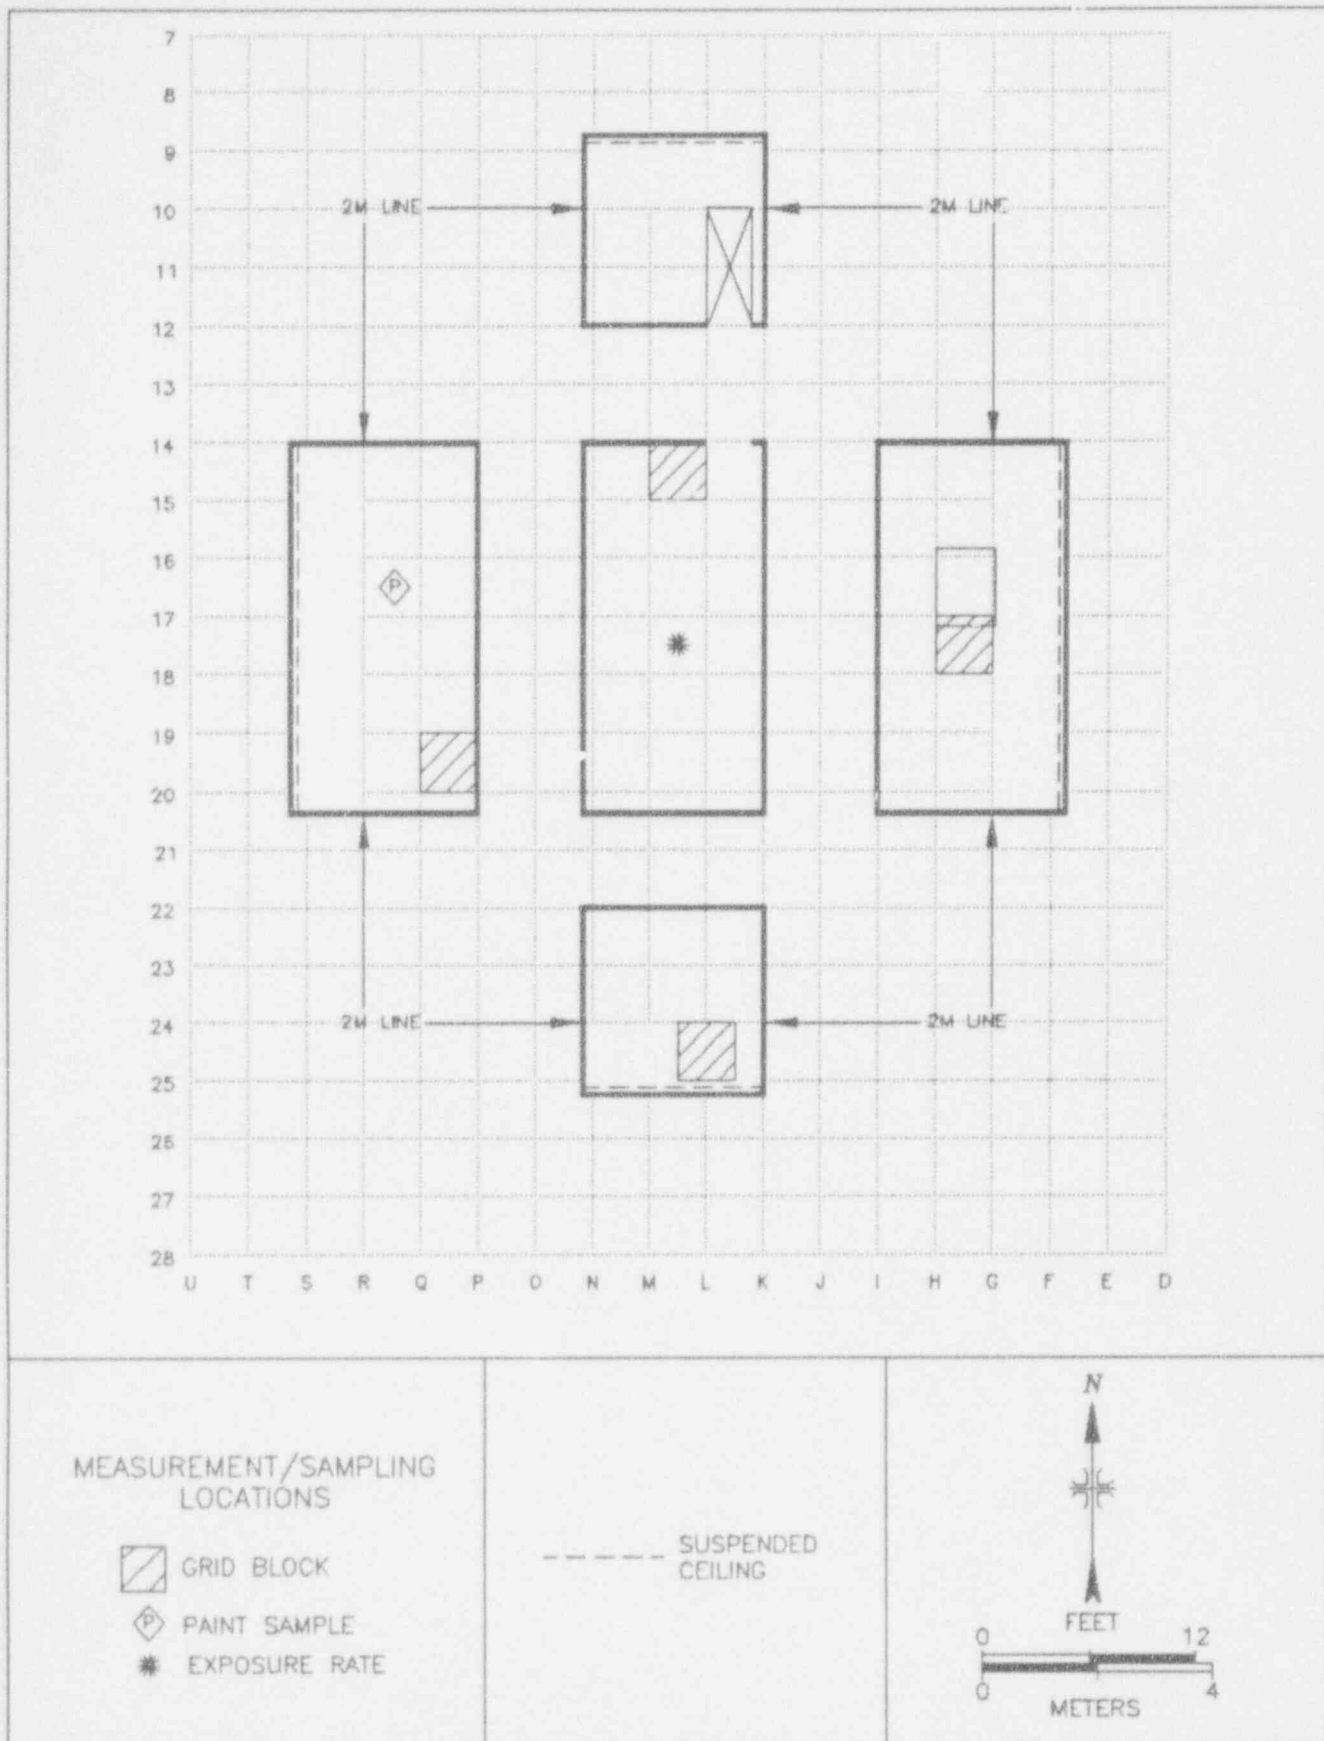 7
8
9
2M LINE 10 2M LINE
11
12
13
14
15
16
P
17
18
19
20
21
22
23
2M LINE 24 2M LINE
25
26
27
28
U T S R Q P O N M L K J I H G F E D
MEASUREMENT/SAMPLING
LOCATIONS
GRID BLOCK
P PAINT SAMPLE
EXPOSURE RATE
SUSPENDED
CEILING
N
FEET
0 12
0 4
METERS